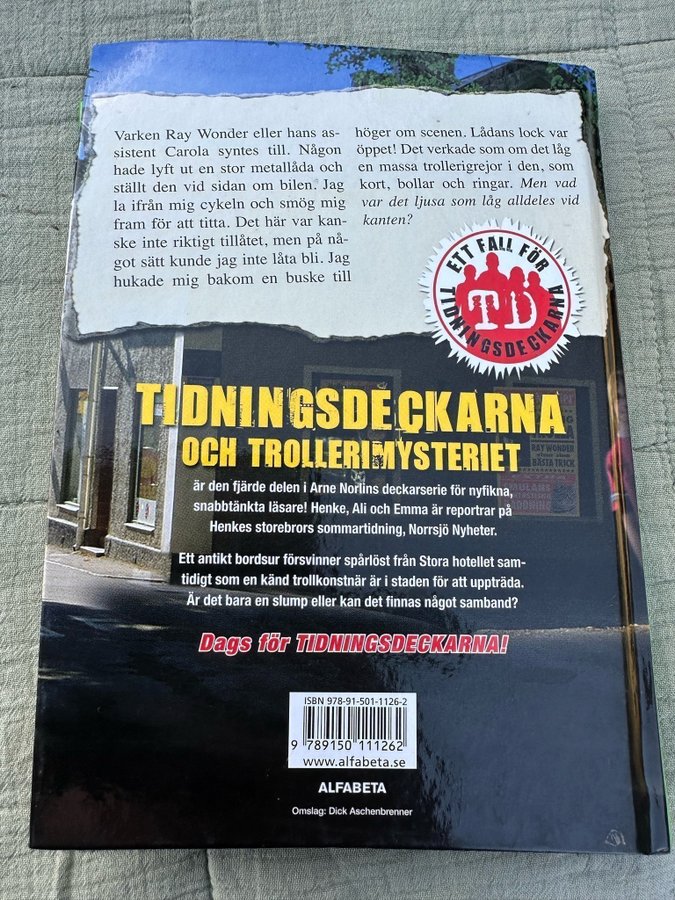 Varken Ray Wonder eller hans as-
sistent Carola syntes till. Någon
hade lyft ut en stor metallåda och
ställt den vid sidan om bilen. Jag
la ifrån mig cykeln och smög mig
fram för att titta. Det här var kan-
ske inte riktigt tillåtet, men på nå-
got sätt kunde jag inte låta bli. Jag
hukade mig bakom en buske till
höger om scenen. Lådans lock var
öppet! Det verkade som om det låg
en massa trollerigrejor i den, som
kort, bollar och ringar. Men vad
var det ljusa som låg alldeles vid
kanten?
ETT FALL FÖR
TD
TIDNINGSDECKARNA
TIDNINGSDECKARNA
OCH TROLLERIMYSTERIET
RAY WONDER
BÄSTA TRICK
är den fjärde delen i Arne Norlins deckarserie för nyfikna,
snabbtänkta läsare! Henke, Ali och Emma är reportrar på
Henkes storebrors sommartidning, Norrsjö Nyheter.
Ett antikt bordsur försvinner spårlöst från Stora hotellet sam-
tidigt som en känd trollkonstnär är i staden för att uppträda.
Är det bara en slump eller kan det finnas något samband?
Dags för TIDNINGSDECKARNA!
ISBN 978-91-501-1126-2
9 789150 111262
www.alfabeta.se
ALFABETA
Omslag: Dick Aschenbrenner